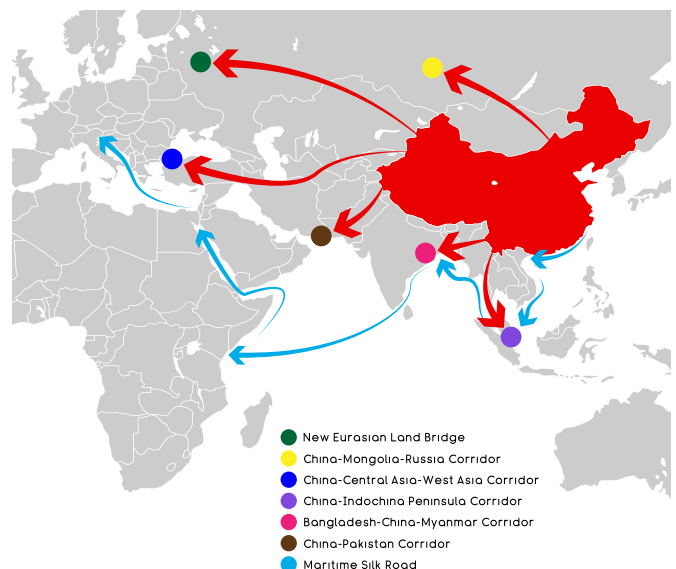 New Eurasian Land Bridge
China-Mongolia-Russia Corridor
China-Central Asia-West Asia Corridor
China-Indochina Peninsula Corridor
Bangladesh-China-Myanmar Corridor
China-Pakistan Corridor
Maritime Silk Road